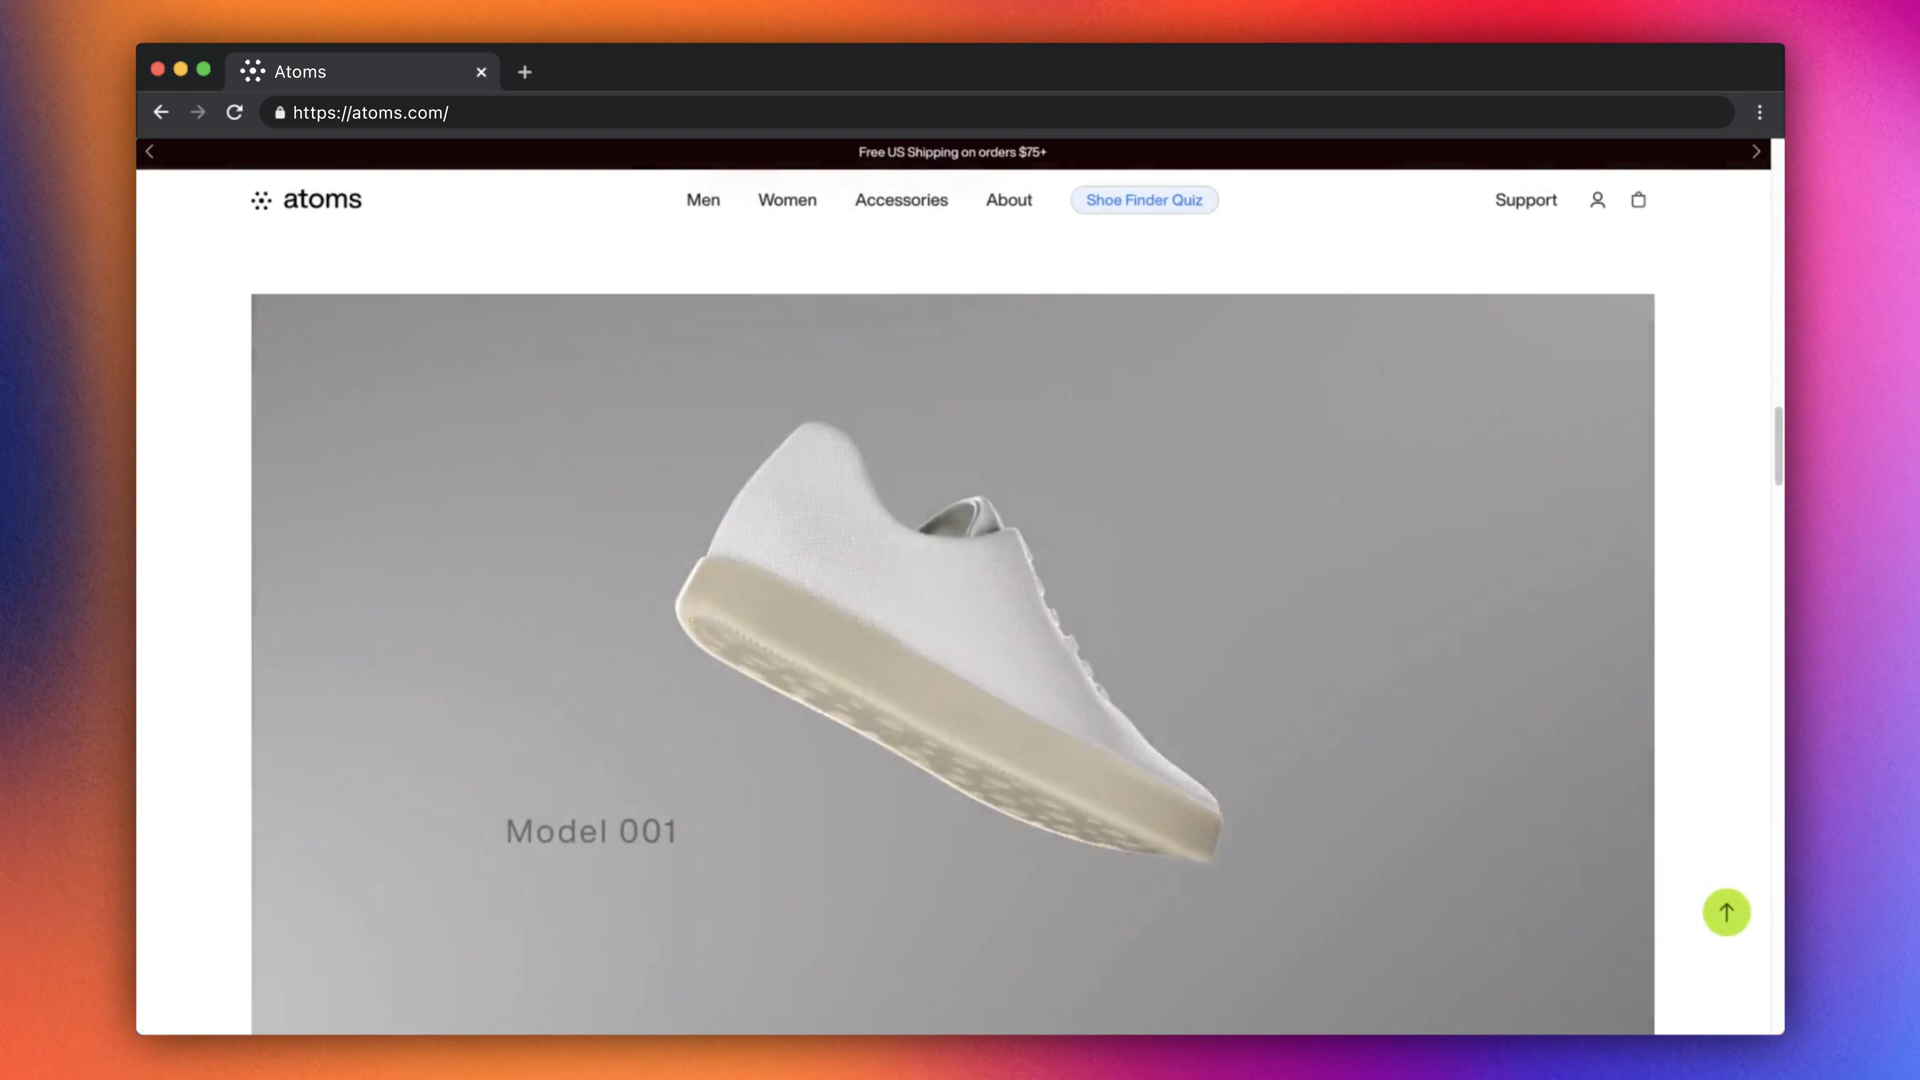 Atoms
https://atoms.com/
Free US Shipping on orders $75+
atoms
Men
Women
Accessories
About
Shoe Finder Quiz
Support
Model 001